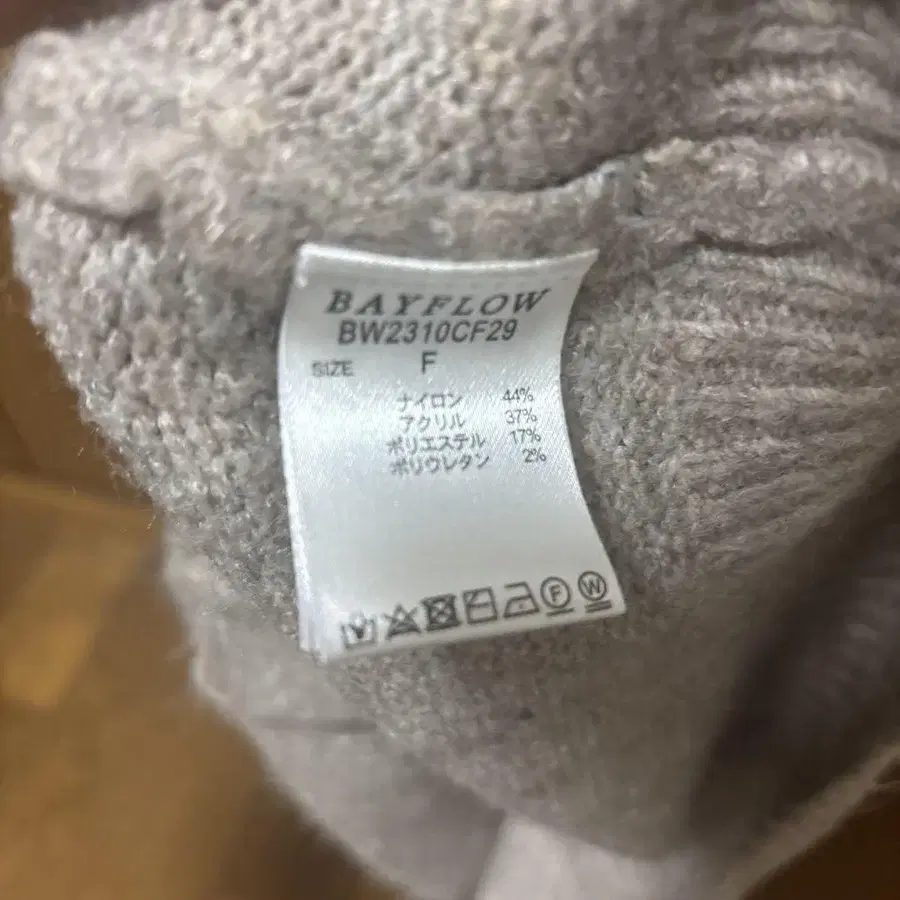 BAYFLOW
BW2310CF29
SIZE F
ナイロン 44%
アクリル 37%
ポリエステル 17%
ポリウレタン 2%
F W